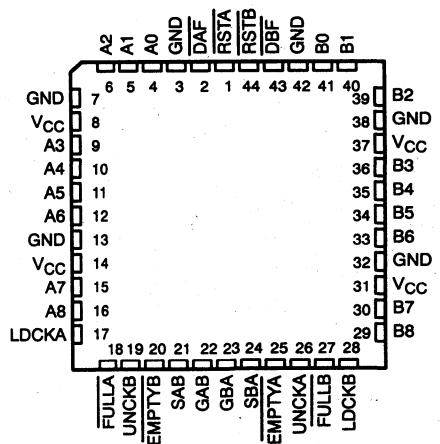 A2 A1 A0 GND DAF RSTA RSTB DBF GND B0 B1
6 5 4 3 2 1 44 43 42 41 40
GND 7 39 B2
VCC 8 38 GND
A3 9 37 VCC
A4 10 36 B3
A5 11 35 B4
A6 12 34 B5
GND 13 33 B6
VCC 14 32 GND
A7 15 31 VCC
A8 16 30 B7
LDCKA 17 29 B8
18 19 20 21 22 23 24 25 26 27 28
FULLA UNCKB EMPTYB SAB GAB GBA SBA EMPTYA UNCKA FULLB LDCKB